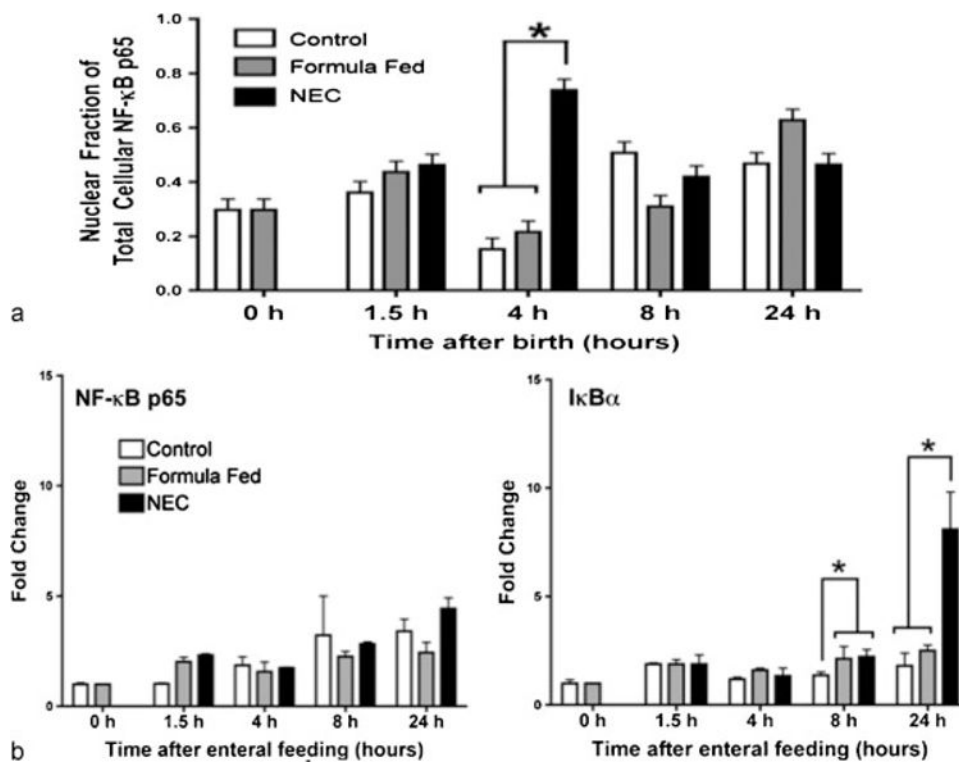 Nuclear Fraction of
Total Cellular NF-κB p65
1.0
0.8
0.6
0.4
0.2
0.0
Control
Formula Fed
NEC
*
0 h
1.5 h
4 h
8 h
24 h
Time after birth (hours)
a
NF-κB p65
Fold Change
15
10
5
0
Control
Formula Fed
NEC
0 h
1.5 h
4 h
8 h
24 h
Time after enteral feeding (hours)
b
IκBα
Fold Change
15
10
5
0
*
*
0 h
1.5 h
4 h
8 h
24 h
Time after enteral feeding (hours)